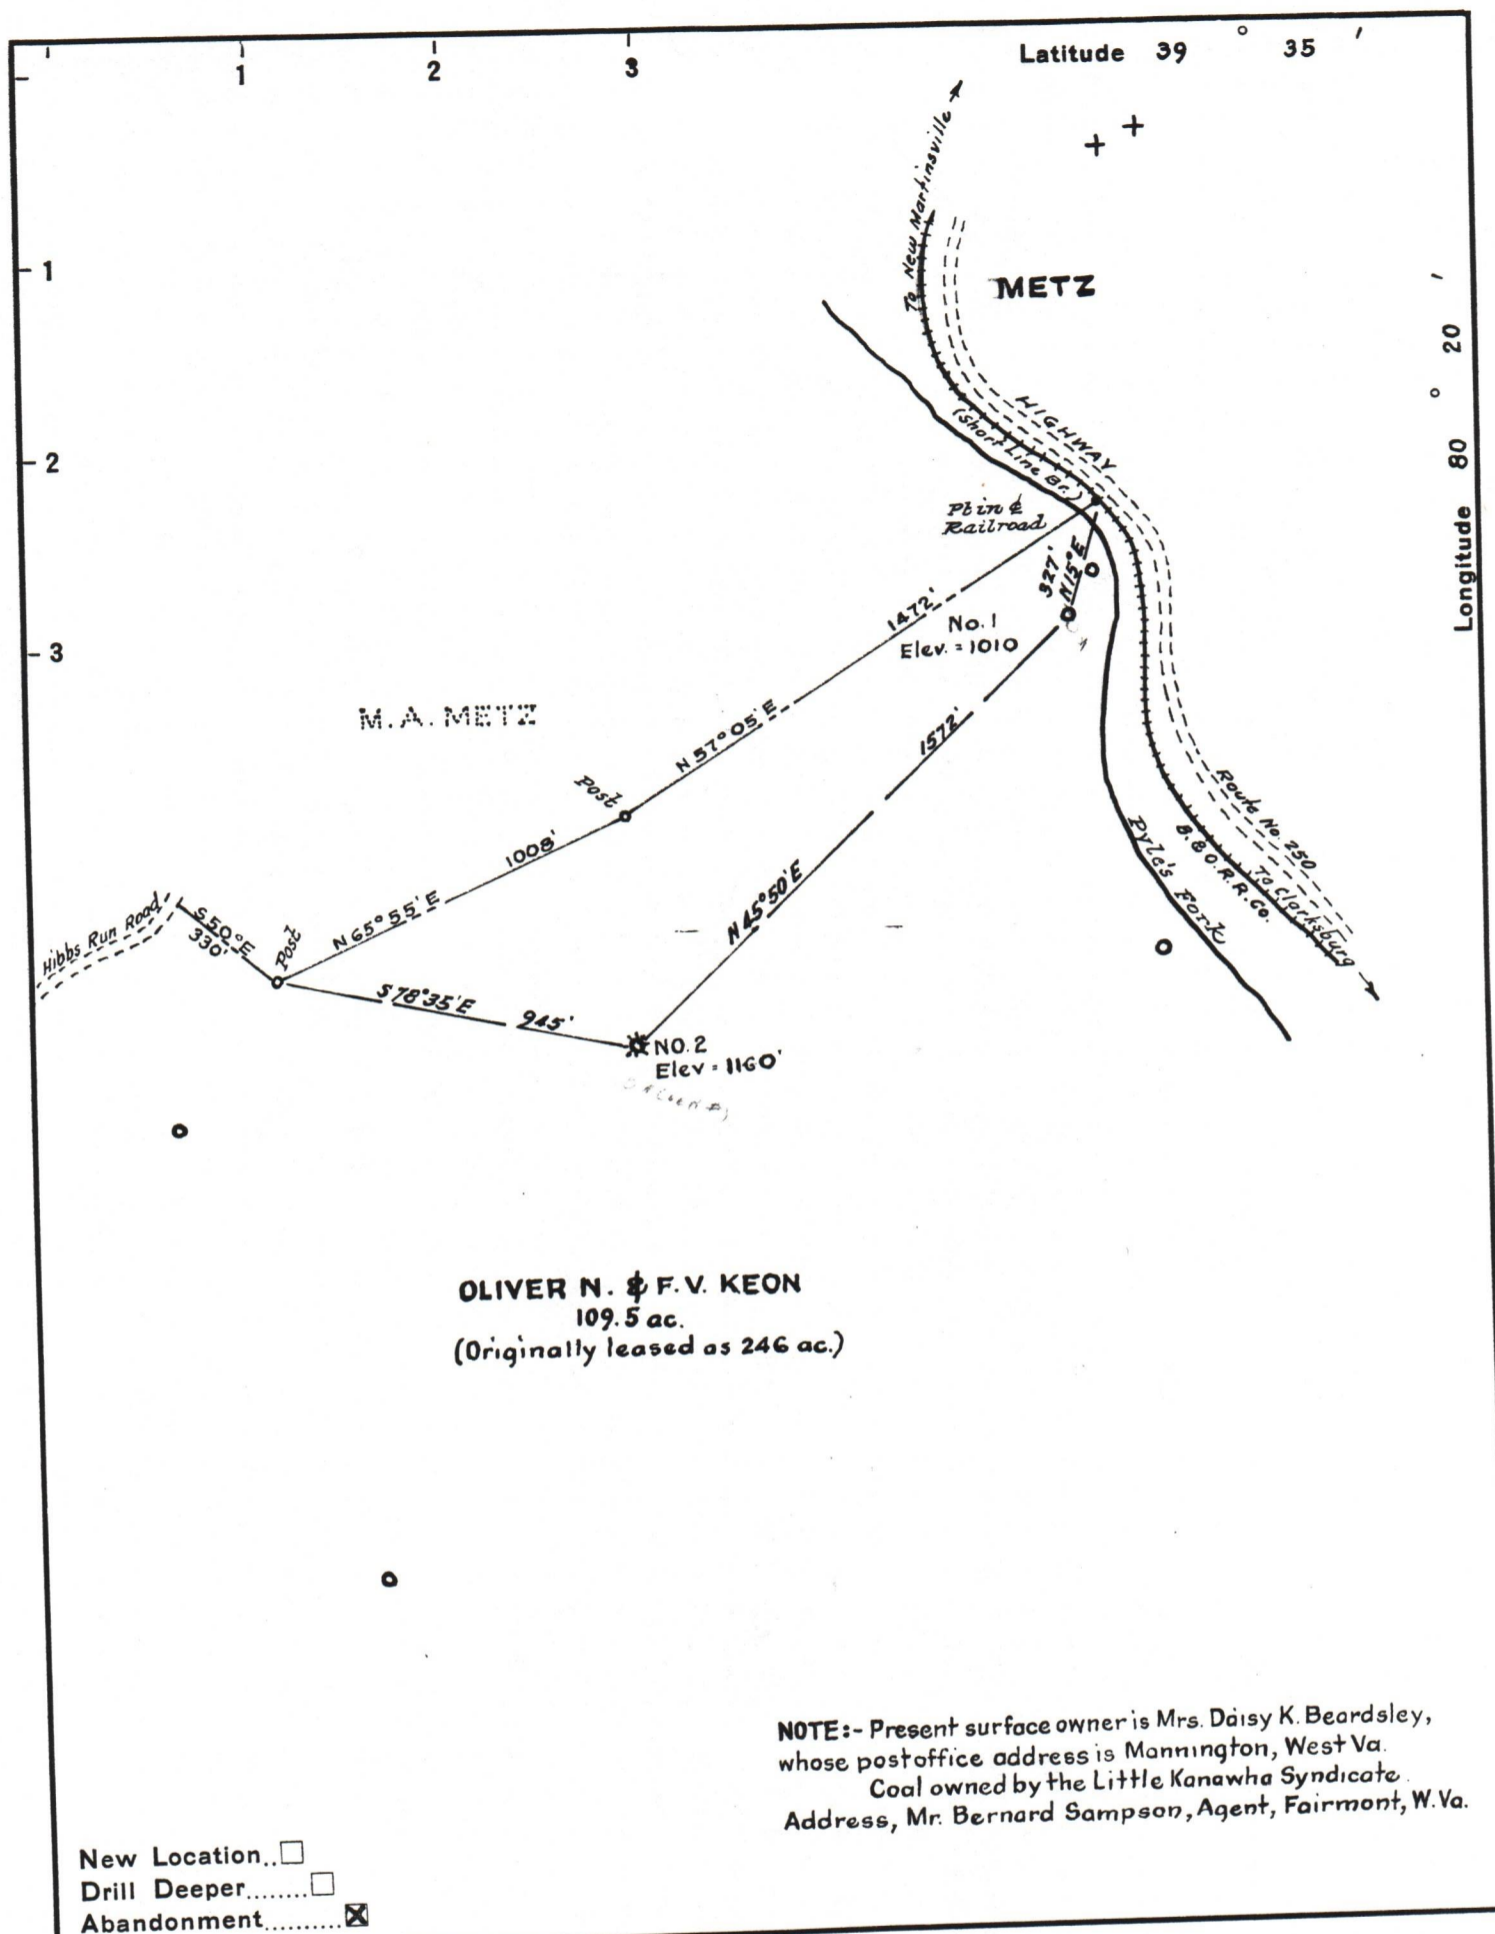 Latitude 39° 35'
1 2 3
1
2
3
Longitude 80° 20'
To New Martinsville
METZ
HIGHWAY
(Short Line Br.)
Pt in ₵
Railroad
327'
N15°E
1472'
No. 1
Elev. = 1010
M.A. METZ
N 57° 05' E
1572'
Post
1008'
N 65° 55' E
N 45° 50' E
Route No. 250
B. & O. R. R. Co.
To Clarksburg
Pyle's Fork
Hibbs Run Road
S 50° E
330'
Post
S 78° 35' E
945'
NO. 2
Elev = 1160'
OLIVER N. & F.V. KEON
109.5 ac.
(Originally leased as 246 ac.)
NOTE:- Present surface owner is Mrs. Daisy K. Beardsley,
whose postoffice address is Mannington, West Va.
Coal owned by the Little Kanawha Syndicate.
Address, Mr. Bernard Sampson, Agent, Fairmont, W. Va.
New Location..
Drill Deeper........
Abandonment..........